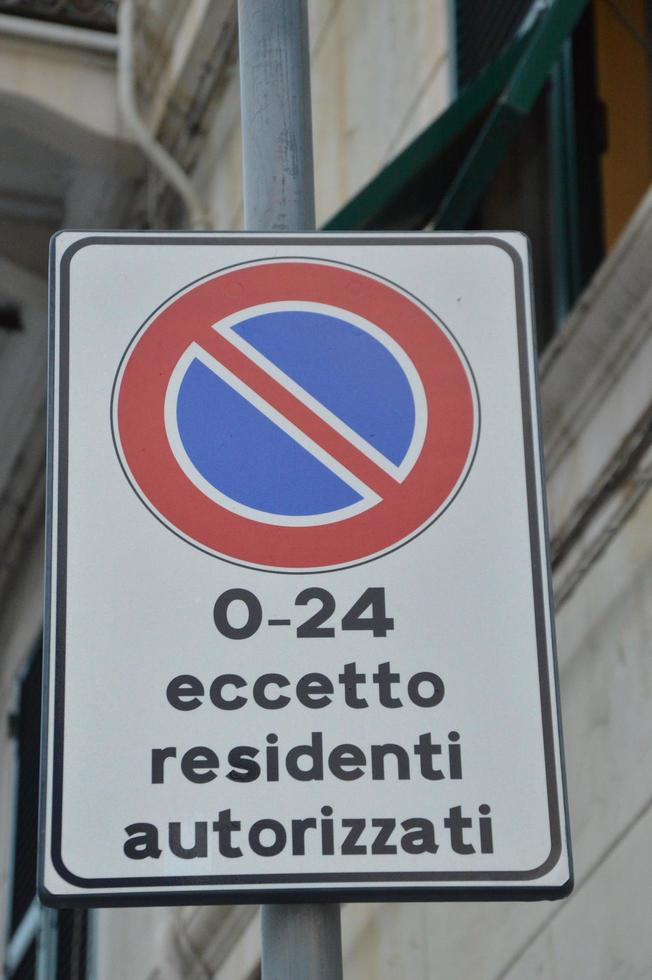 0-24
eccetto
residenti
autorizzati